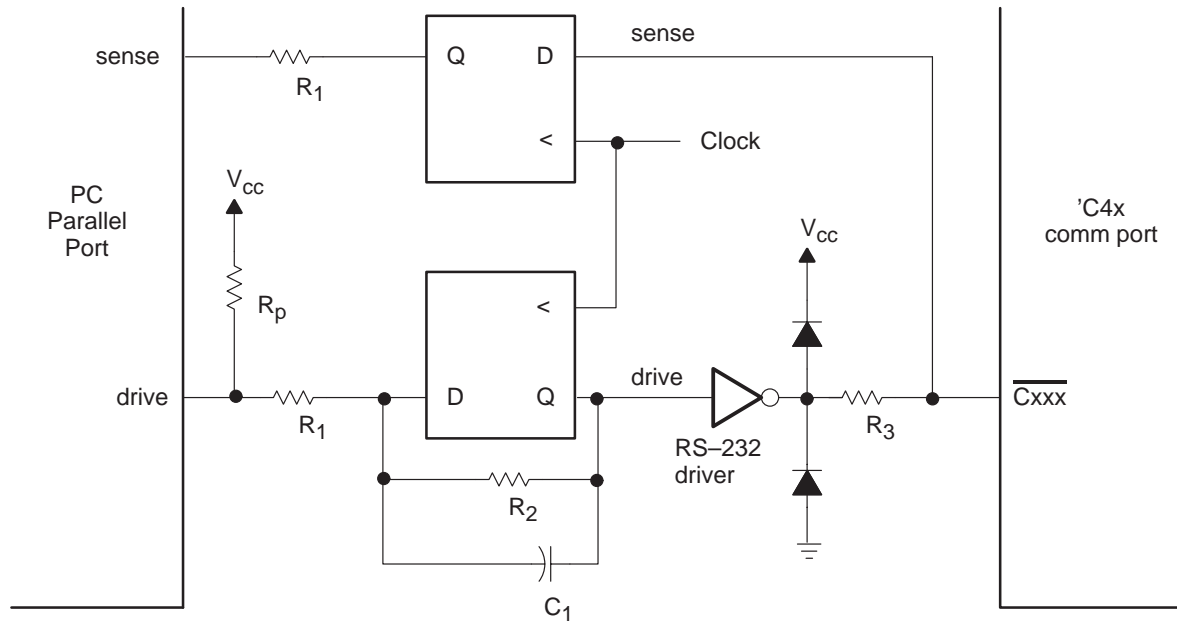 sense
R1
Q
D
sense
<
Clock
PC
Parallel
Port
Vcc
Rp
'C4x
comm port
Vcc
<
drive
R1
D
Q
drive
RS–232
driver
R3
Cxxx
R2
C1